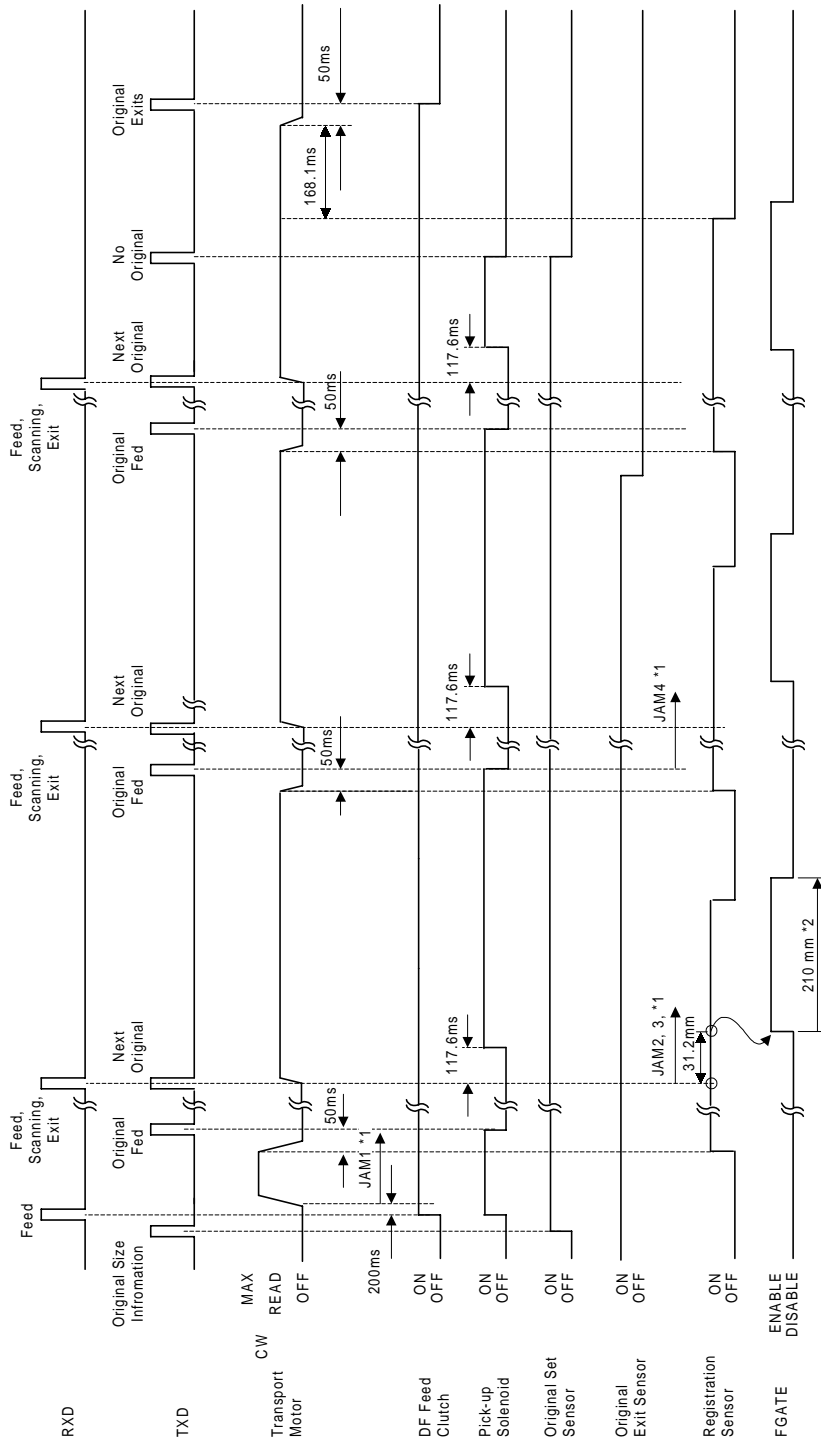 RXD
Feed
Feed,
Scanning,
Exit
Feed,
Scanning,
Exit
Feed,
Scanning,
Exit
TXD
Original Size
Infromation
Original
Fed
Next
Original
Original
Fed
Next
Original
Original
Fed
Next
Original
No
Original
Original
Exits
Transport
Motor
CW
MAX
READ
OFF
200ms
JAM1 *1
50ms
50ms
50ms
168.1ms
50ms
DF Feed
Clutch
ON
OFF
Pick-up
Solenoid
ON
OFF
117.6ms
117.6ms
117.6ms
Original Set
Sensor
ON
OFF
Original
Exit Sensor
ON
OFF
JAM2, 3, *1
31.2mm
JAM4 *1
Registration
Sensor
ON
OFF
FGATE
ENABLE
DISABLE
210 mm *2